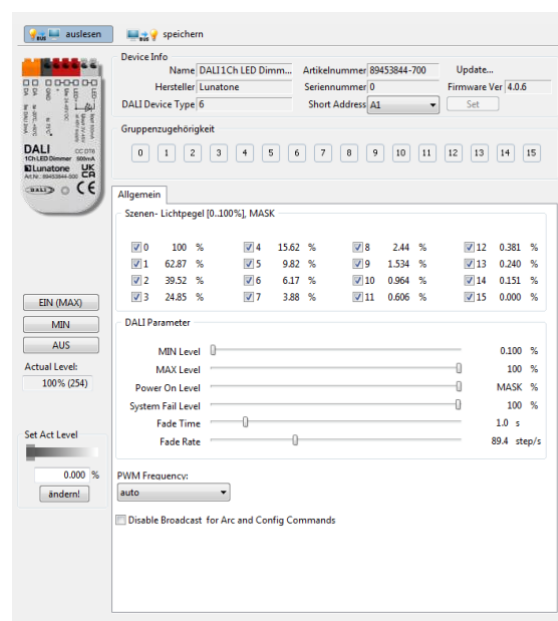 auslesen speichern
Device Info
Name DALI 1Ch LED Dimm... Artikelnummer 89453844-700 Update...
Hersteller Lunatone Seriennummer 0 Firmware Ver 4.0.6
DALI Device Type 6 Short Address A1 Set
Gruppenzugehörigkeit
0 1 2 3 4 5 6 7 8 9 10 11 12 13 14 15
DALI CC DT6
1Ch LED Dimmer 500mA
Lunatone UK CA
DALI CE
Allgemein
Szenen- Lichtpegel [0..100%], MASK
0 100 % 4 15.62 % 8 2.44 % 12 0.381 %
1 62.87 % 5 9.82 % 9 1.534 % 13 0.240 %
2 39.52 % 6 6.17 % 10 0.964 % 14 0.151 %
3 24.85 % 7 3.88 % 11 0.606 % 15 0.000 %
EIN (MAX)
MIN
AUS
Actual Level:
100% (254)
DALI Parameter
MIN Level 0.100 %
MAX Level 100 %
Power On Level MASK %
System Fail Level 100 %
Fade Time 1.0 s
Fade Rate 89.4 step/s
Set Act Level
0.000 %
ändern!
PWM Frequency:
auto
Disable Broadcast for Arc and Config Commands